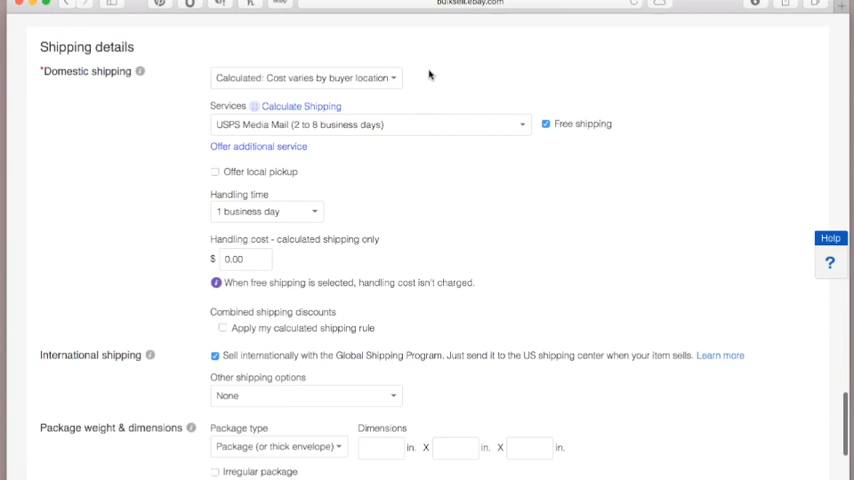 bulksell.ebay.com
Shipping details
*Domestic shipping
Calculated: Cost varies by buyer location
Services Calculate Shipping
USPS Media Mail (2 to 8 business days)
Free shipping
Offer additional service
Offer local pickup
Handling time
1 business day
Help
?
Handling cost - calculated shipping only
$ 0.00
When free shipping is selected, handling cost isn't charged.
Combined shipping discounts
Apply my calculated shipping rule
International shipping
Sell internationally with the Global Shipping Program. Just send it to the US shipping center when your item sells. Learn more
Other shipping options
None
Package weight & dimensions
Package type
Dimensions
Package (or thick envelope)
in. X in. X in.
Irregular package